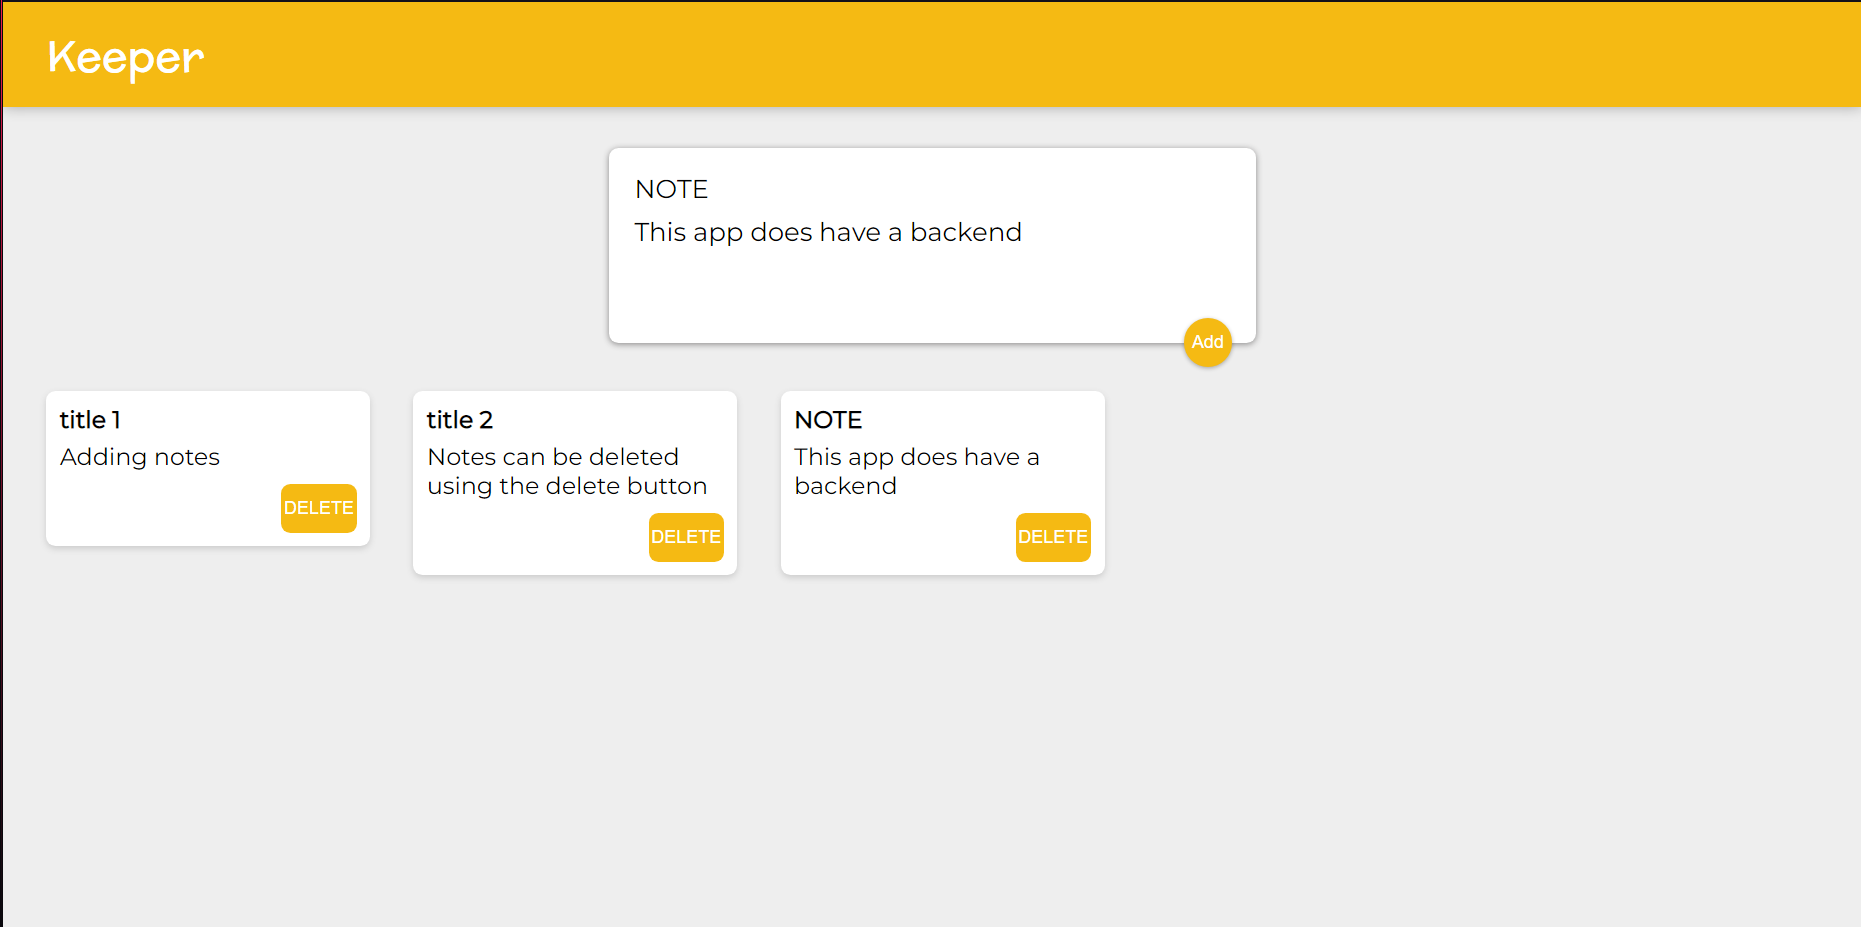 Keeper
NOTE
This app does have a backend
Add
title 1
Adding notes
DELETE
title 2
Notes can be deleted
using the delete button
DELETE
NOTE
This app does have a
backend
DELETE